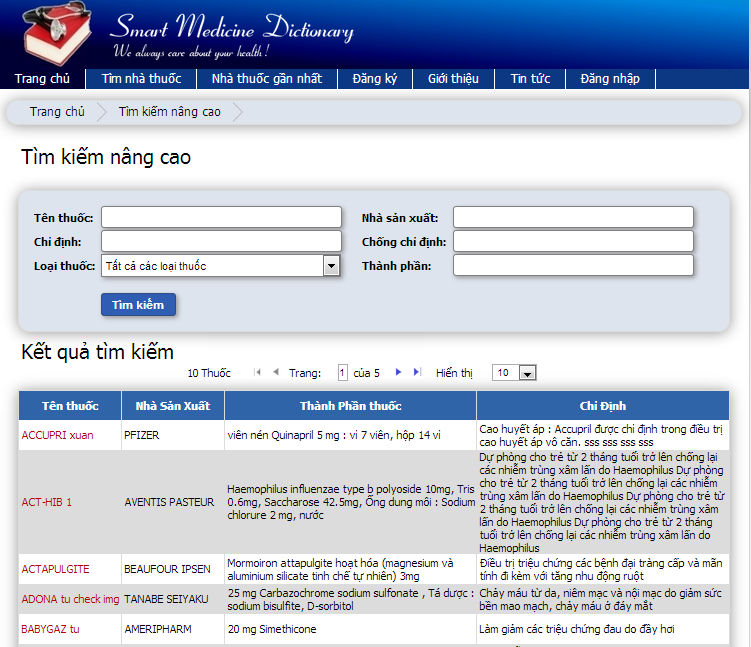 Smart Medicine Dictionary
We always care about your health !
Trang chủ Tìm nhà thuốc Nhà thuốc gần nhất Đăng ký Giới thiệu Tin tức Đăng nhập
Trang chủ Tìm kiếm nâng cao
Tìm kiếm nâng cao
Tên thuốc: Nhà sản xuất:
Chỉ định: Chống chỉ định:
Loại thuốc: Tất cả các loại thuốc Thành phần:
Tìm kiếm
Kết quả tìm kiếm
10 Thuốc Trang: 1 của 5 Hiển thị 10
Tên thuốc Nhà Sản Xuất Thành Phần thuốc Chỉ Định
ACCUPRI xuan PFIZER viên nén Quinapril 5 mg : vỉ 7 viên, hộp 14 vỉ
Cao huyết áp : Accupril được chỉ định trong điều trị
cao huyết áp vô căn. sss sss sss sss
ACT-HIB 1 AVENTIS PASTEUR
Haemophilus influenzae type b polyoside 10mg, Tris
0.6mg, Saccharose 42.5mg, Ống dung môi : Sodium
chlorure 2 mg, nước
Dự phòng cho trẻ từ 2 tháng tuổi trở lên chống lại
các nhiễm trùng xâm lấn do Haemophilus Dự phòng
cho trẻ từ 2 tháng tuổi trở lên chống lại các nhiễm
trùng xâm lấn do Haemophilus Dự phòng cho trẻ từ
2 tháng tuổi trở lên chống lại các nhiễm trùng xâm
lấn do Haemophilus Dự phòng cho trẻ từ 2 tháng
tuổi trở lên chống lại các nhiễm trùng xâm lấn do
Haemophilus
ACTAPULGITE BEAUFOUR IPSEN
Mormoiron attapulgite hoạt hóa (magnesium và
aluminium silicate tinh chế tự nhiên) 3mg
Điều trị triệu chứng các bệnh đại tràng cấp và mãn
tính đi kèm với tăng nhu động ruột
ADONA tu check img TANABE SEIYAKU
25 mg Carbazochrome sodium sulfonate , Tá dược :
sodium bisulfite, D-sorbitol
Chảy máu từ da, niêm mạc và nội mạc do giảm sức
bền mao mạch, chảy máu ở đáy mắt
BABYGAZ tu AMERIPHARM 20 mg Simethicone Làm giảm các triệu chứng đau do đầy hơi